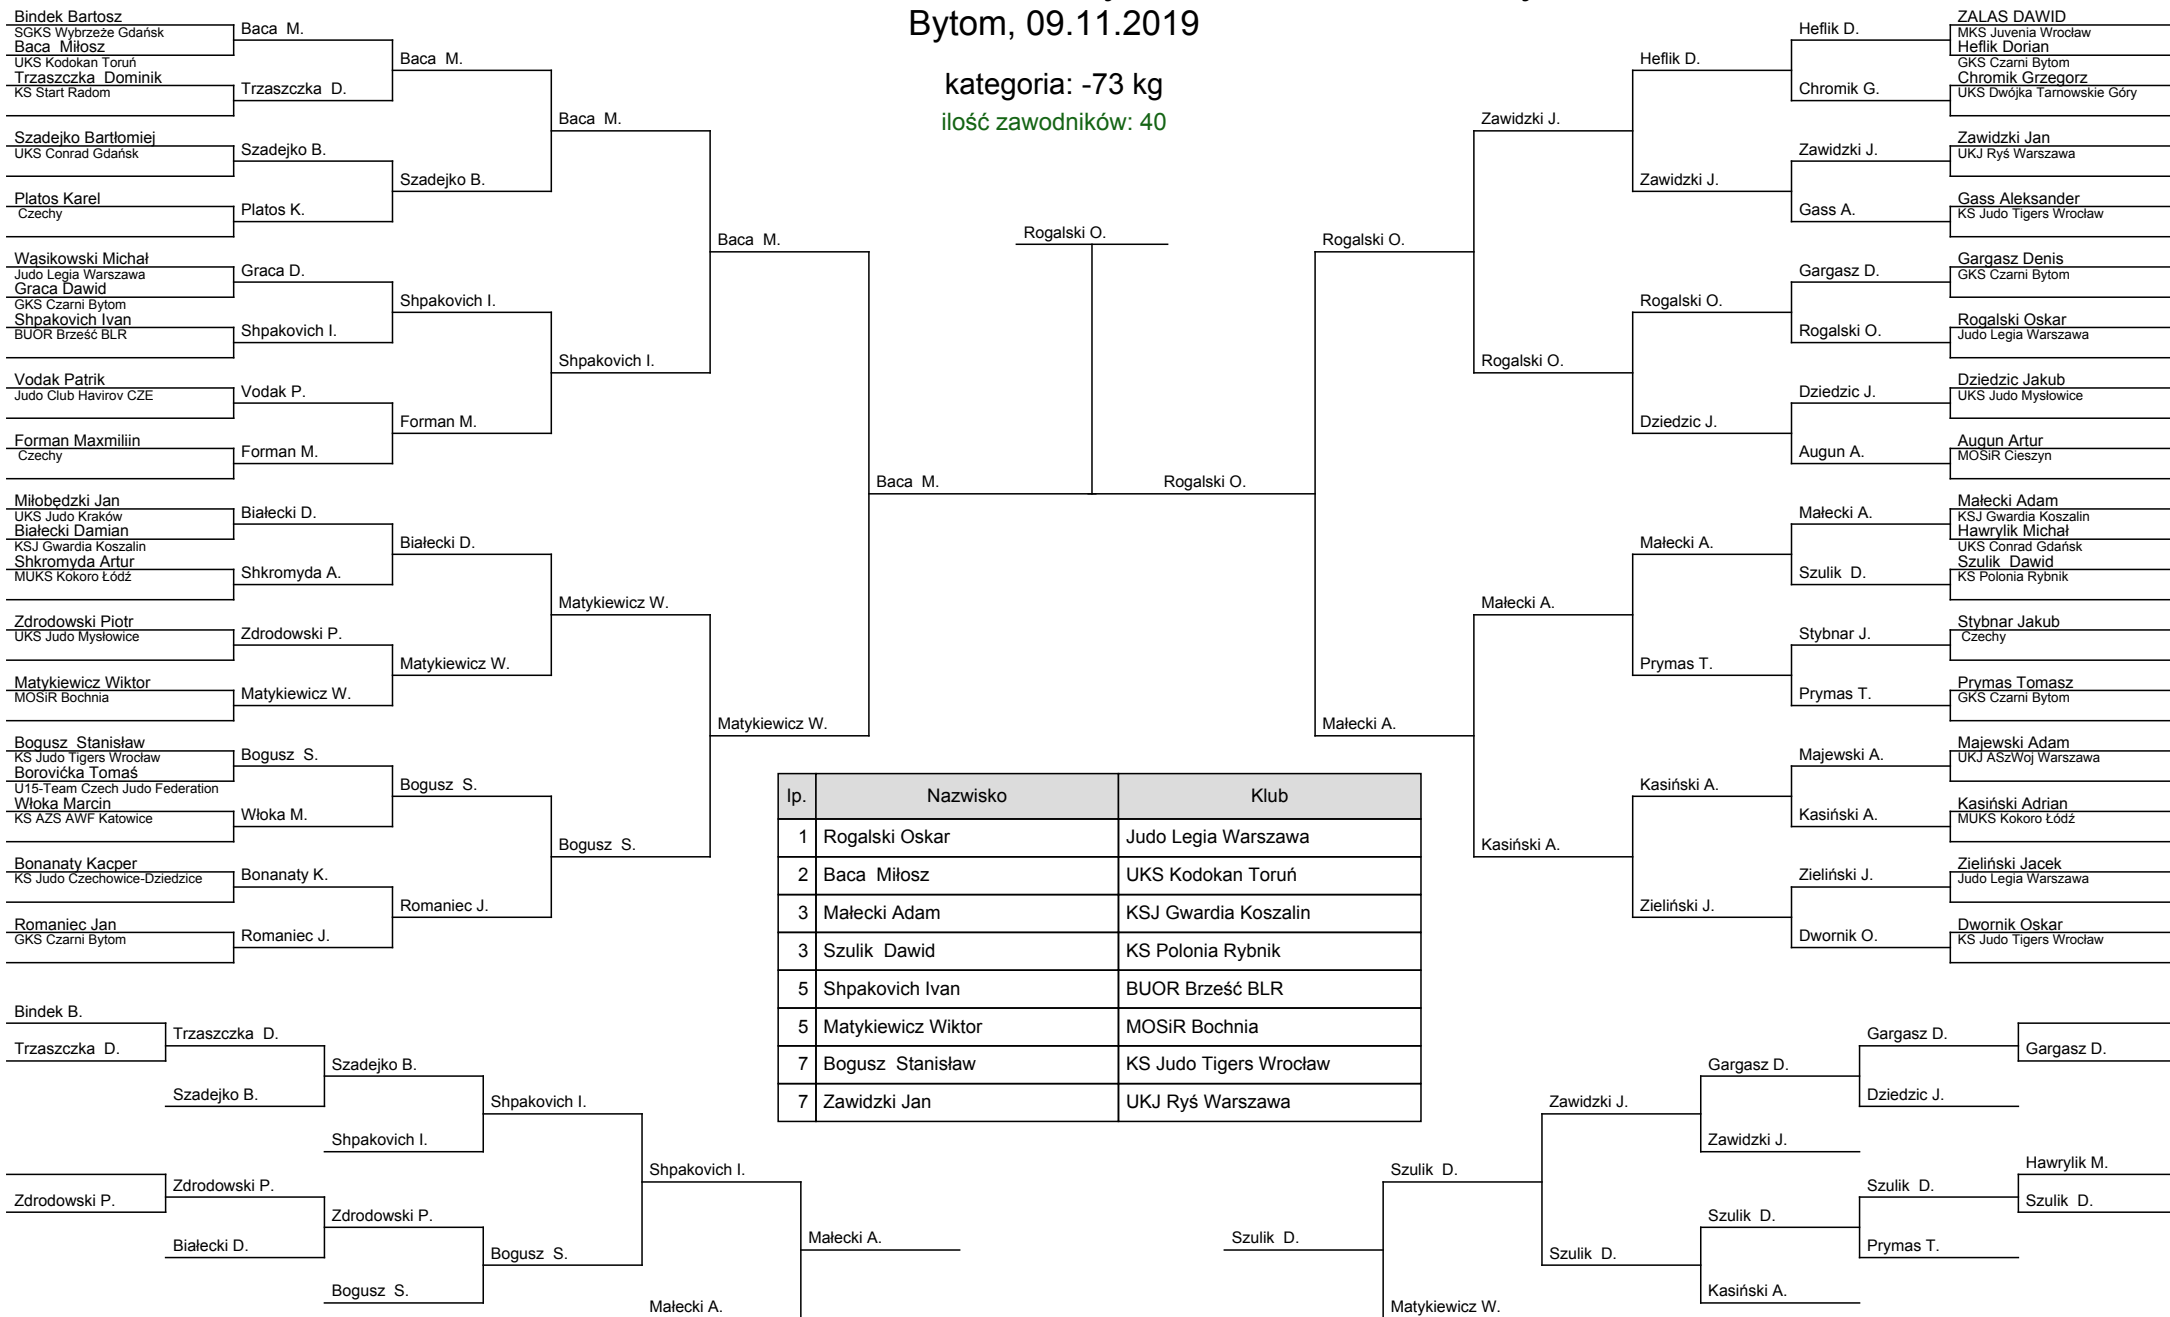 Bytom, 09.11.2019
kategoria: -73 kg
ilość zawodników: 40
Bindek Bartosz
SGKS Wybrzeże Gdańsk
Baca Miłosz
UKS Kodokan Toruń
Trzaszczka Dominik
KS Start Radom
Szadejko Bartłomiej
UKS Conrad Gdańsk
Platos Karel
Czechy
Wąsikowski Michał
Judo Legia Warszawa
Graca Dawid
GKS Czarni Bytom
Shpakovich Ivan
BUOR Brześć BLR
Vodak Patrik
Judo Club Havirov CZE
Forman Maxmiliin
Czechy
Miłobędzki Jan
UKS Judo Kraków
Białecki Damian
KSJ Gwardia Koszalin
Shkromyda Artur
MUKS Kokoro Łódź
Zdrodowski Piotr
UKS Judo Mysłowice
Matykiewicz Wiktor
MOSiR Bochnia
Bogusz Stanisław
KS Judo Tigers Wrocław
Borovićka Tomaś
U15-Team Czech Judo Federation
Włoka Marcin
KS AZS AWF Katowice
Bonanaty Kacper
KS Judo Czechowice-Dziedzice
Romaniec Jan
GKS Czarni Bytom
Baca M.
Trzaszczka D.
Szadejko B.
Platos K.
Graca D.
Shpakovich I.
Vodak P.
Forman M.
Białecki D.
Shkromyda A.
Zdrodowski P.
Matykiewicz W.
Bogusz S.
Włoka M.
Bonanaty K.
Romaniec J.
Baca M.
Szadejko B.
Shpakovich I.
Forman M.
Białecki D.
Matykiewicz W.
Bogusz S.
Romaniec J.
Baca M.
Shpakovich I.
Matykiewicz W.
Bogusz S.
Baca M.
Matykiewicz W.
Baca M.
Rogalski O.
Rogalski O.
Rogalski O.
Małecki A.
Zawidzki J.
Rogalski O.
Małecki A.
Kasiński A.
Heflik D.
Zawidzki J.
Rogalski O.
Dziedzic J.
Małecki A.
Prymas T.
Kasiński A.
Zieliński J.
Heflik D.
Chromik G.
Zawidzki J.
Gass A.
Gargasz D.
Rogalski O.
Dziedzic J.
Augun A.
Małecki A.
Szulik D.
Stybnar J.
Prymas T.
Majewski A.
Kasiński A.
Zieliński J.
Dwornik O.
ZALAS DAWID
MKS Juvenia Wrocław
Heflik Dorian
GKS Czarni Bytom
Chromik Grzegorz
UKS Dwójka Tarnowskie Góry
Zawidzki Jan
UKJ Ryś Warszawa
Gass Aleksander
KS Judo Tigers Wrocław
Gargasz Denis
GKS Czarni Bytom
Rogalski Oskar
Judo Legia Warszawa
Dziedzic Jakub
UKS Judo Mysłowice
Augun Artur
MOSiR Cieszyn
Małecki Adam
KSJ Gwardia Koszalin
Hawrylik Michał
UKS Conrad Gdańsk
Szulik Dawid
KS Polonia Rybnik
Stybnar Jakub
Czechy
Prymas Tomasz
GKS Czarni Bytom
Majewski Adam
UKJ ASzWoj Warszawa
Kasiński Adrian
MUKS Kokoro Łódź
Zieliński Jacek
Judo Legia Warszawa
Dwornik Oskar
KS Judo Tigers Wrocław
lp. Nazwisko Klub
1 Rogalski Oskar Judo Legia Warszawa
2 Baca Miłosz UKS Kodokan Toruń
3 Małecki Adam KSJ Gwardia Koszalin
3 Szulik Dawid KS Polonia Rybnik
5 Shpakovich Ivan BUOR Brześć BLR
5 Matykiewicz Wiktor MOSiR Bochnia
7 Bogusz Stanisław KS Judo Tigers Wrocław
7 Zawidzki Jan UKJ Ryś Warszawa
Bindek B.
Trzaszczka D.
Zdrodowski P.
Trzaszczka D.
Szadejko B.
Zdrodowski P.
Białecki D.
Szadejko B.
Shpakovich I.
Zdrodowski P.
Bogusz S.
Shpakovich I.
Bogusz S.
Shpakovich I.
Małecki A.
Małecki A.
Szulik D.
Szulik D.
Matykiewicz W.
Zawidzki J.
Szulik D.
Gargasz D.
Zawidzki J.
Szulik D.
Kasiński A.
Gargasz D.
Dziedzic J.
Szulik D.
Prymas T.
Gargasz D.
Hawrylik M.
Szulik D.